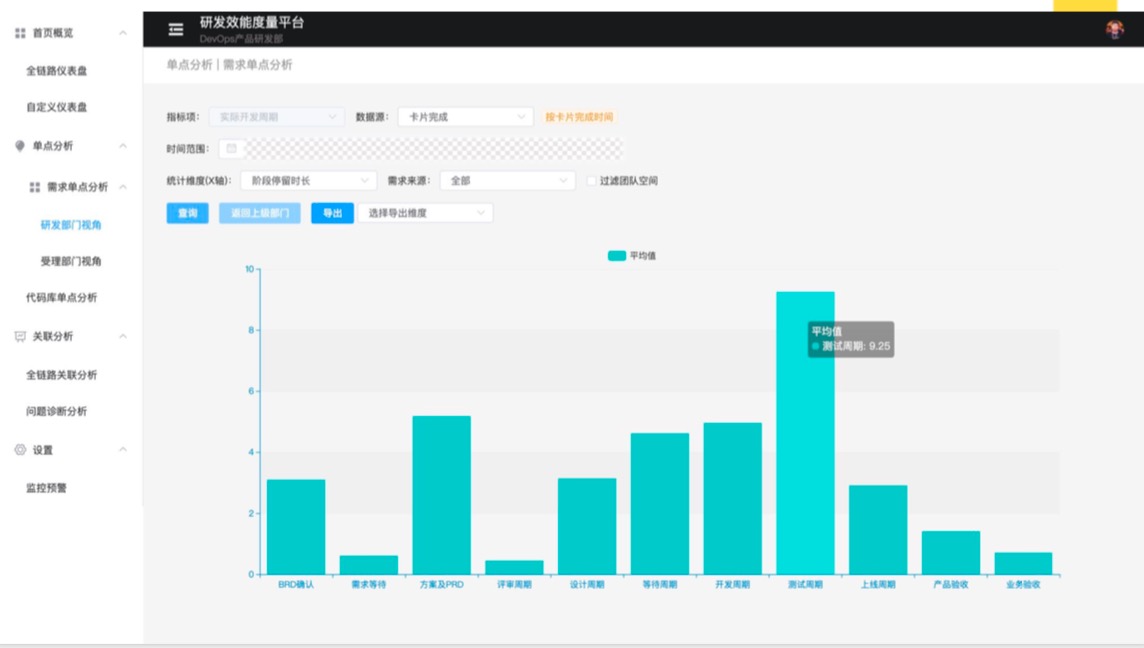 首页概览
全链路仪表盘
自定义仪表盘
单点分析
需求单点分析
研发部门视角
受理部门视角
代码库单点分析
关联分析
全链路关联分析
问题诊断分析
设置
监控预警
研发效能度量平台
DevOps产品研发部
单点分析 | 需求单点分析
指标项: 实际开发周期 数据源: 卡片完成 按卡片完成时间
时间范围:
统计维度(X轴): 阶段停留时长 需求来源: 全部 过滤团队空间
查询 返回上级部门 导出 选择导出维度
平均值
10
8
6
4
2
0
平均值
测试周期: 9.25
BRD确认 需求等待 方案及PRD 评审周期 设计周期 等待周期 开发周期 测试周期 上线周期 产品验收 业务验收